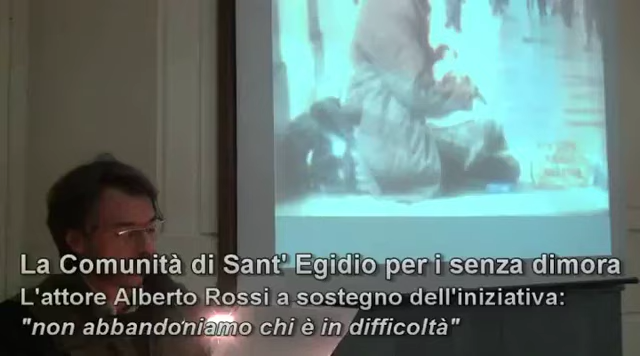 La Comunità di Sant' Egidio per i senza dimora
L'attore Alberto Rossi a sostegno dell'iniziativa:
"non abbandoniamo chi è in difficoltà"